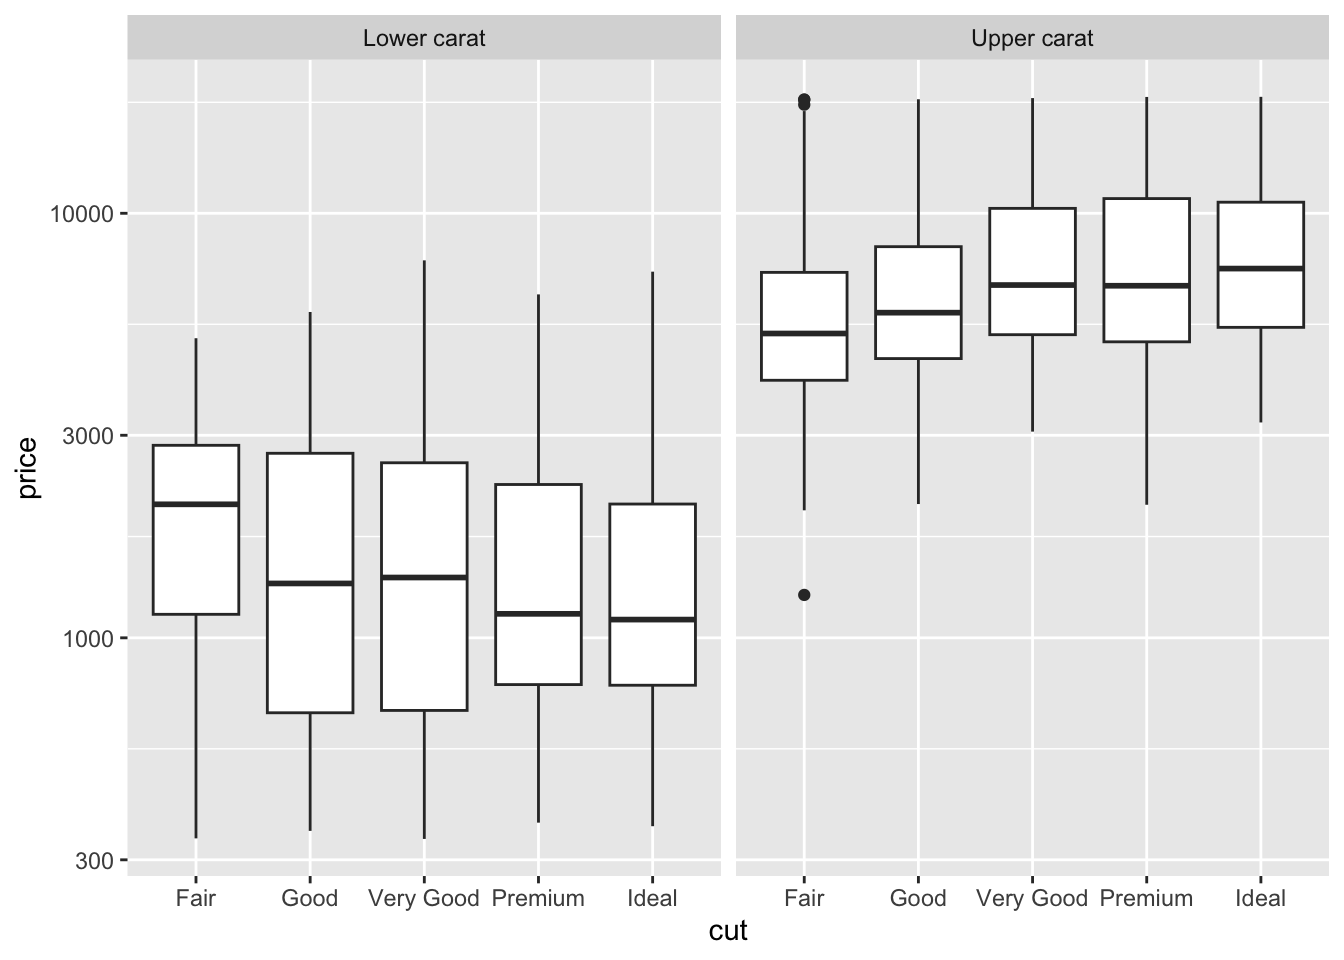 Lower carat
Upper carat
10000
3000
1000
300
price
Fair Good Very Good Premium Ideal
Fair Good Very Good Premium Ideal
cut